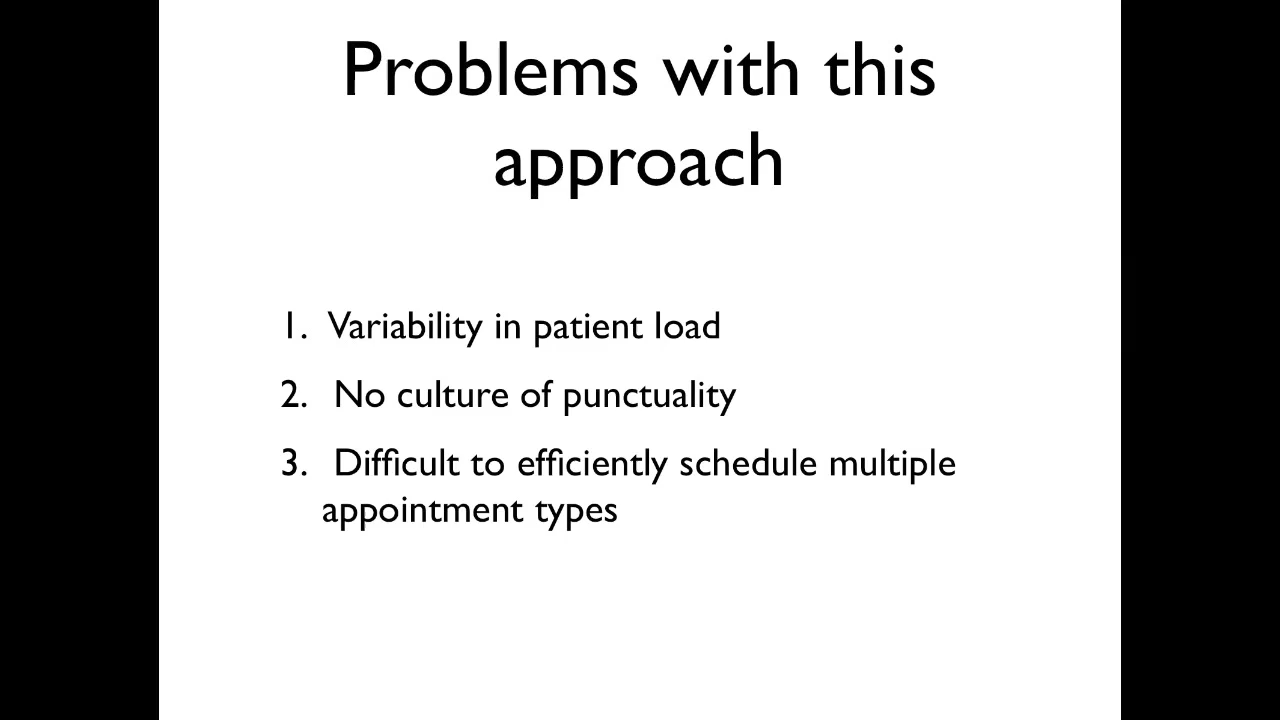 Problems with this
approach
1. Variability in patient load
2. No culture of punctuality
3. Difficult to efficiently schedule multiple
appointment types